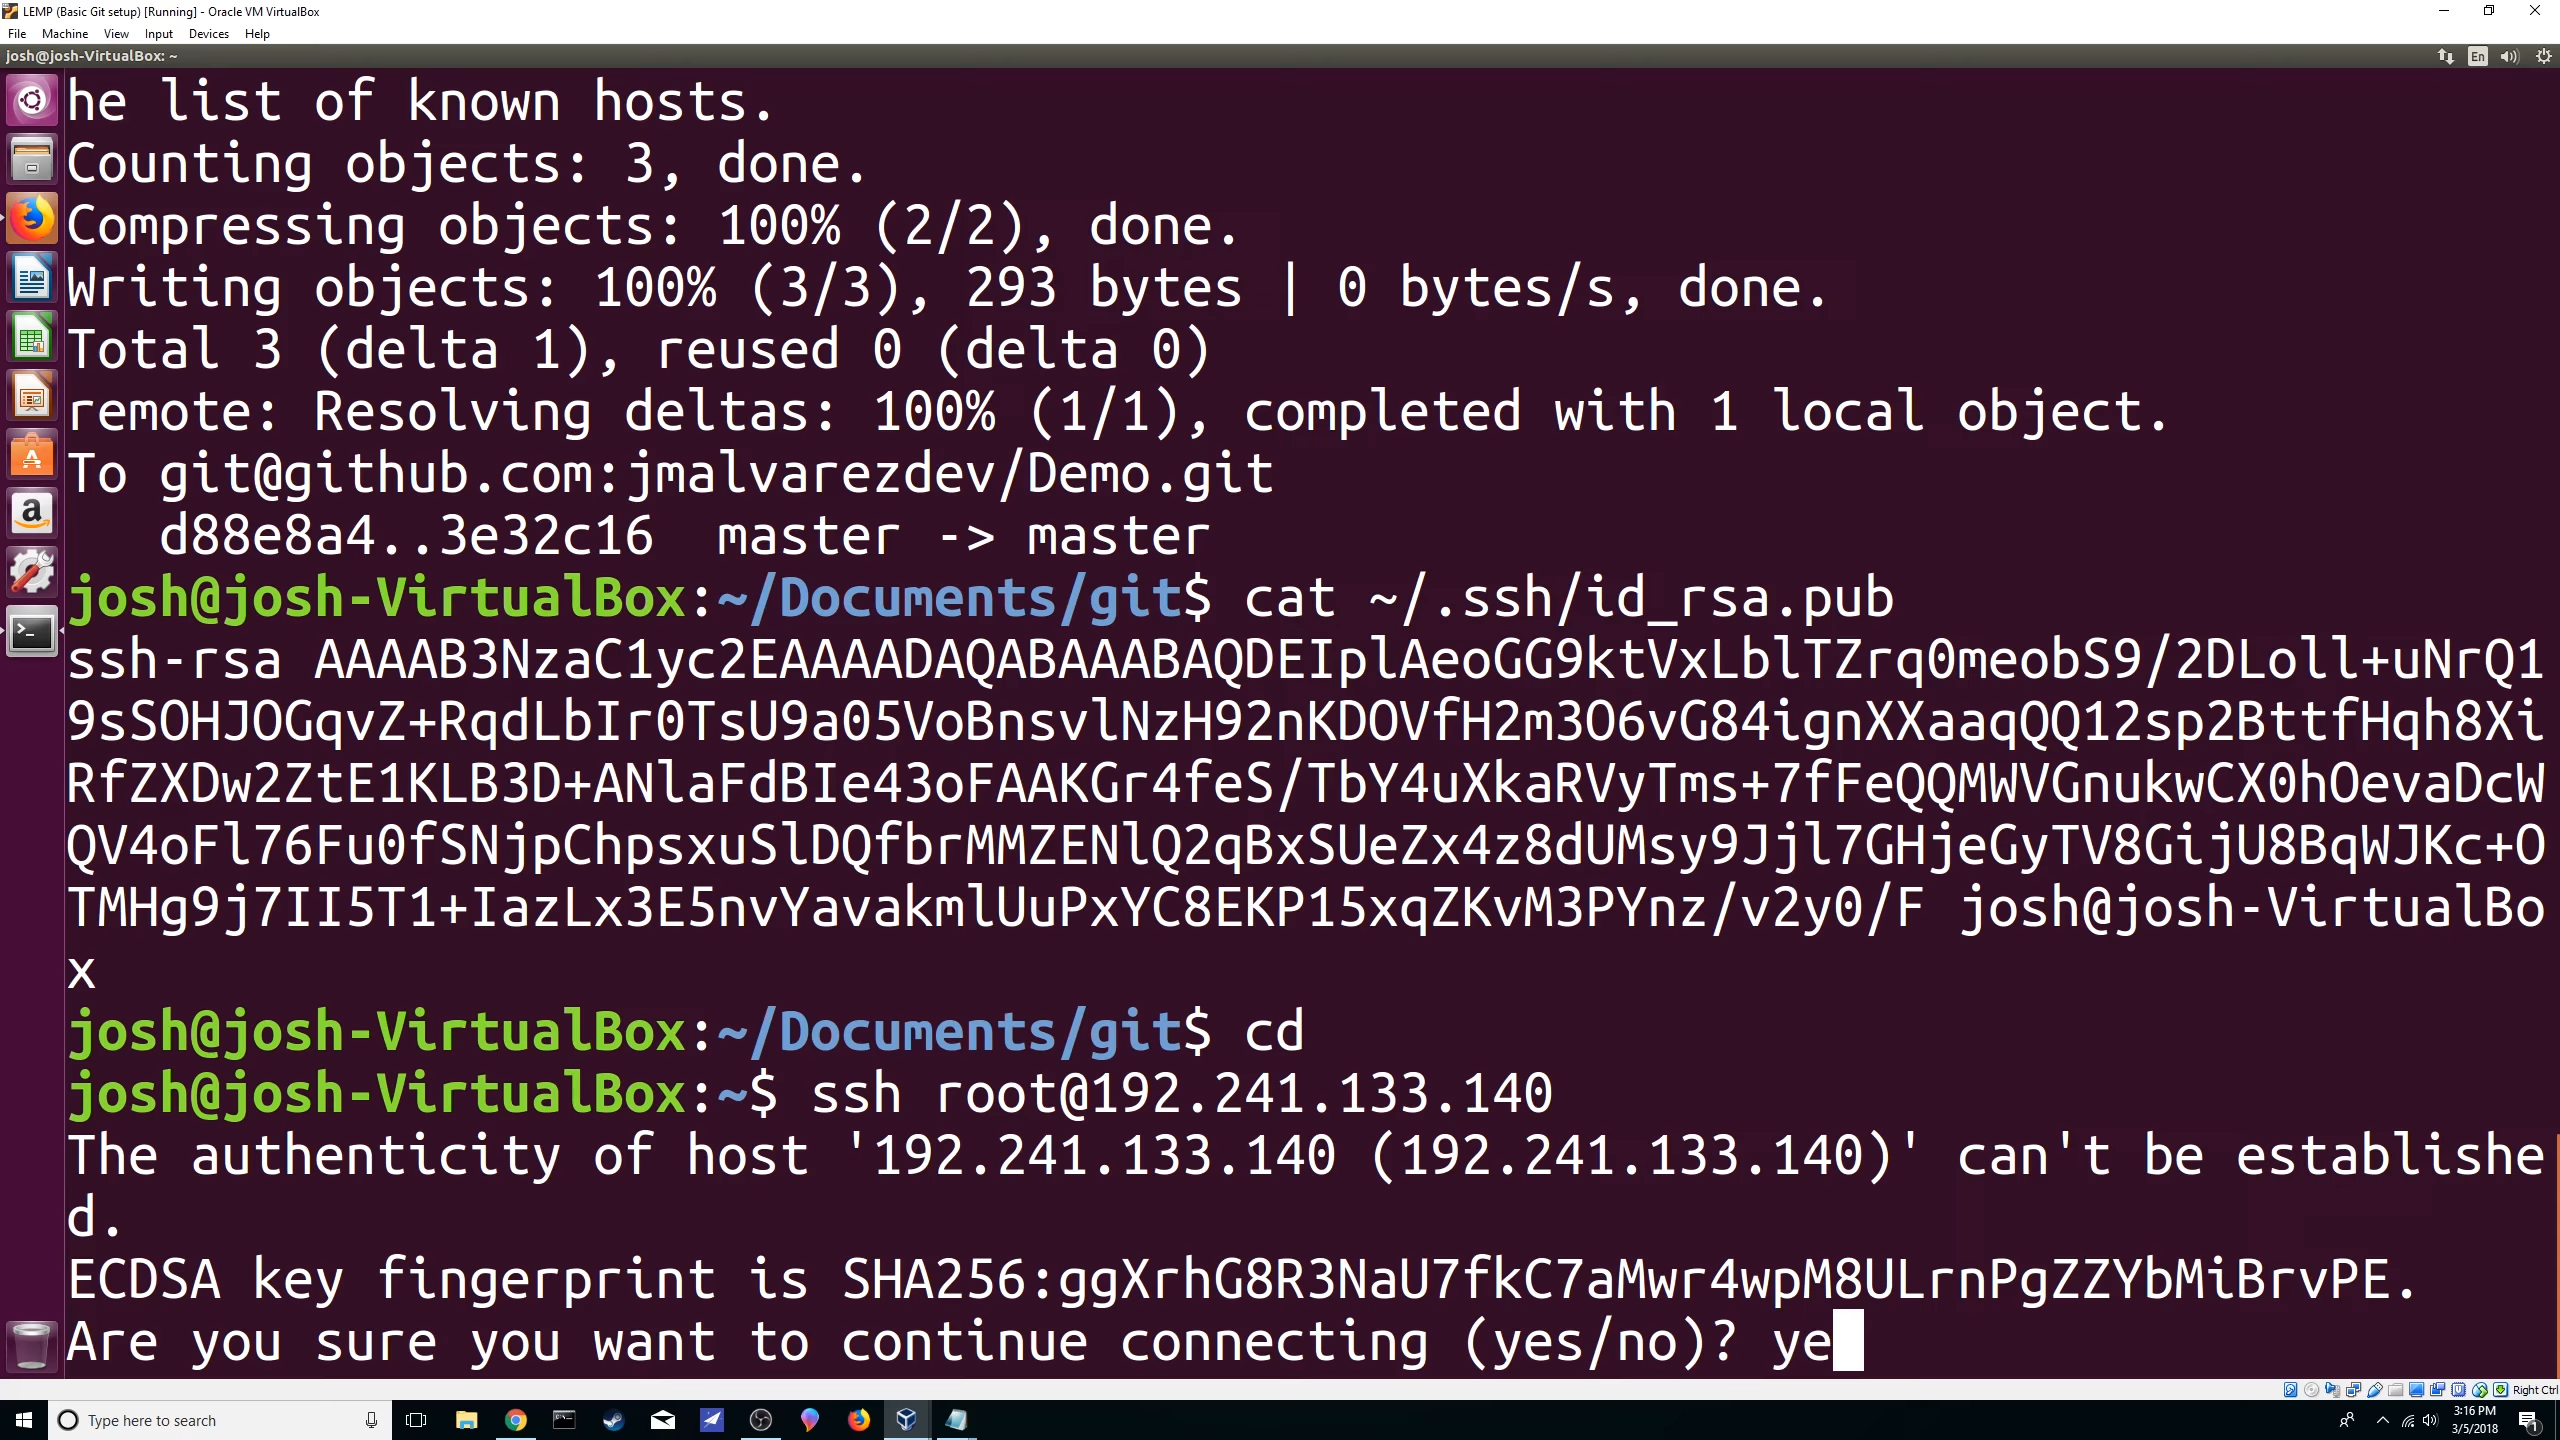 LEMP (Basic Git setup) [Running] - Oracle VM VirtualBox
File Machine View Input Devices Help
josh@josh-VirtualBox: ~
En
he list of known hosts.
Counting objects: 3, done.
Compressing objects: 100% (2/2), done.
Writing objects: 100% (3/3), 293 bytes | 0 bytes/s, done.
Total 3 (delta 1), reused 0 (delta 0)
remote: Resolving deltas: 100% (1/1), completed with 1 local object.
To git@github.com:jmalvarezdev/Demo.git
d88e8a4..3e32c16 master -> master
josh@josh-VirtualBox:~/Documents/git$ cat ~/.ssh/id_rsa.pub
ssh-rsa AAAAB3NzaC1yc2EAAAADAQABAAABAQDEIplAeoGG9ktVxLblTZrq0meobS9/2DLoll+uNrQ1
9sSOHJOGqvZ+RqdLbIr0TsU9a05VoBnsvlNzH92nKDOVfH2m3O6vG84ignXXaaqQQ12sp2BttfHqh8Xi
RfZXDw2ZtE1KLB3D+ANlaFdBIe43oFAAKGr4feS/TbY4uXkaRVyTms+7fFeQQMWVGnukwCX0hOevaDcW
QV4oFl76Fu0fSNjpChpsxuSlDQfbrMMZENlQ2qBxSUeZx4z8dUMsy9Jjl7GHjeGyTV8GijU8BqWJKc+O
TMHg9j7II5T1+IazLx3E5nvYavakmlUuPxYC8EKP15xqZKvM3PYnz/v2y0/F josh@josh-VirtualBo
x
josh@josh-VirtualBox:~/Documents/git$ cd
josh@josh-VirtualBox:~$ ssh root@192.241.133.140
The authenticity of host '192.241.133.140 (192.241.133.140)' can't be establishe
d.
ECDSA key fingerprint is SHA256:ggXrhG8R3NaU7fkC7aMwr4wpM8ULrnPgZZYbMiBrvPE.
Are you sure you want to continue connecting (yes/no)? ye
Right Ctrl
Type here to search
3:16 PM
3/5/2018
1